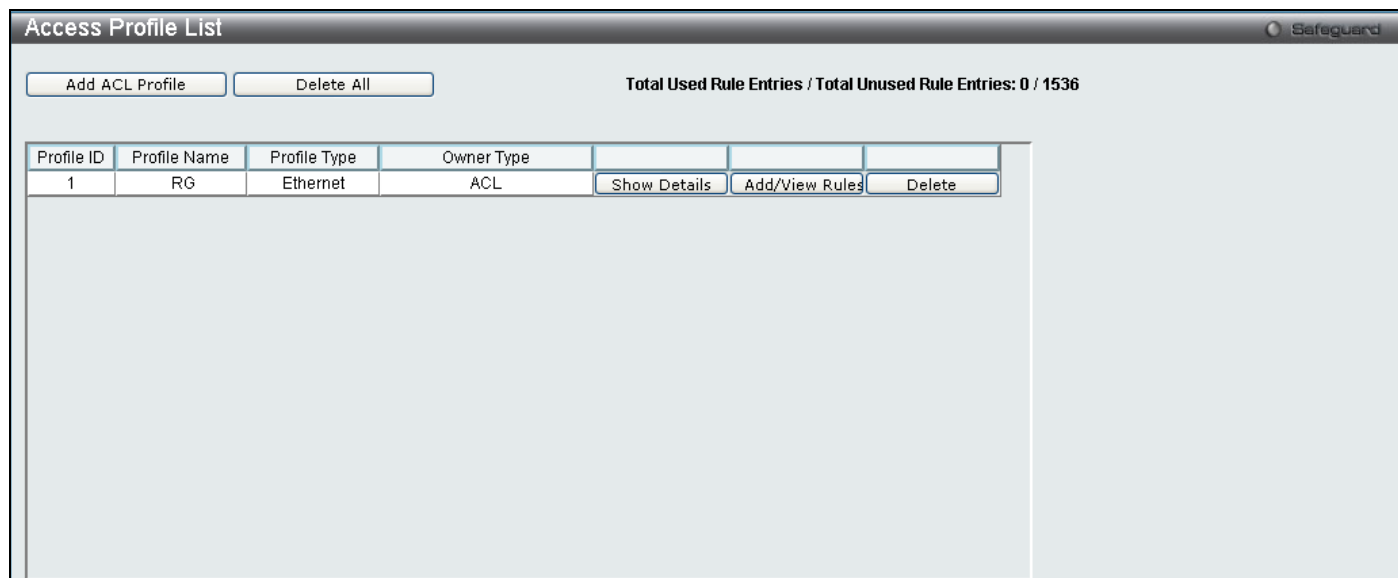 Access Profile List Safeguard
Add ACL Profile Delete All Total Used Rule Entries / Total Unused Rule Entries: 0 / 1536
Profile ID Profile Name Profile Type Owner Type
1 RG Ethernet ACL Show Details Add/View Rules Delete